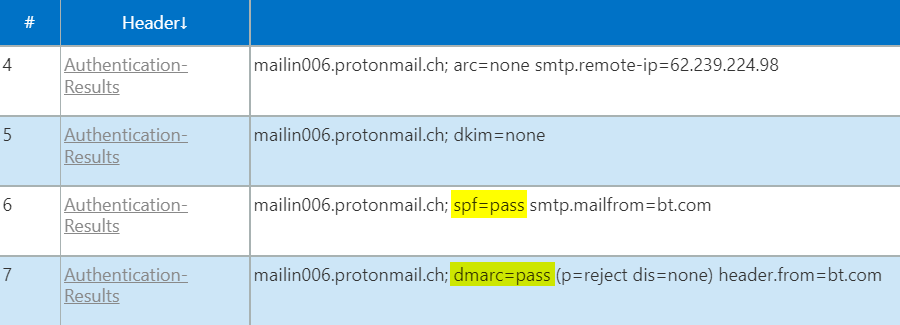 # Header↓
4 Authentication-Results mailin006.protonmail.ch; arc=none smtp.remote-ip=62.239.224.98
5 Authentication-Results mailin006.protonmail.ch; dkim=none
6 Authentication-Results mailin006.protonmail.ch; spf=pass smtp.mailfrom=bt.com
7 Authentication-Results mailin006.protonmail.ch; dmarc=pass (p=reject dis=none) header.from=bt.com